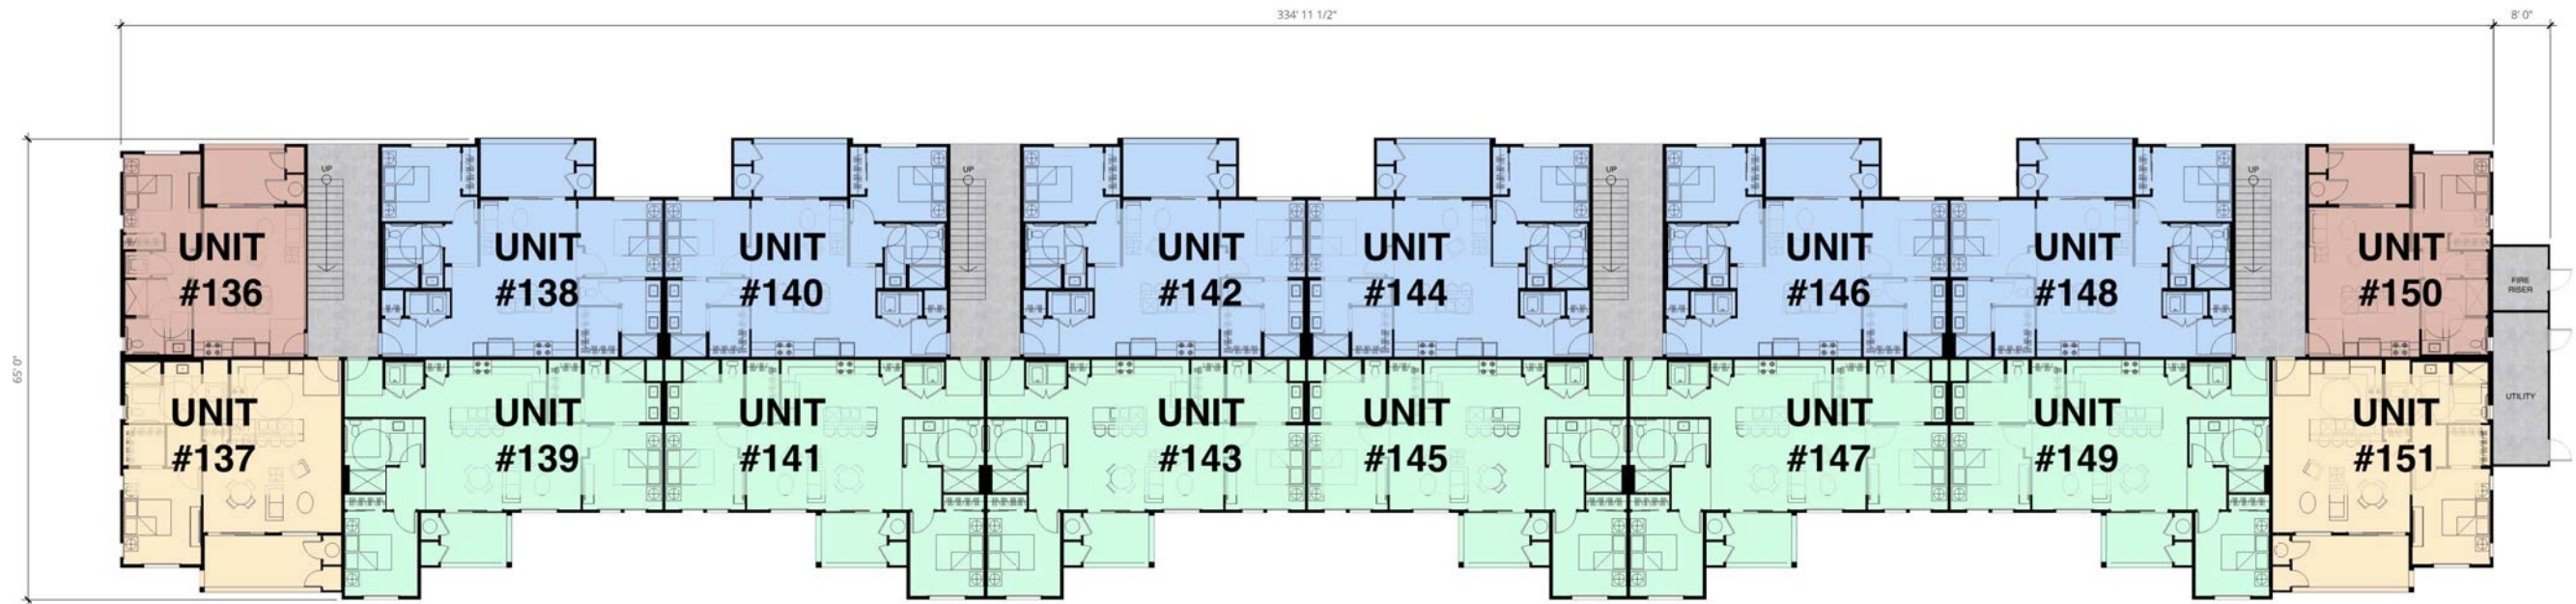 334' 11 1/2"
8' 0"
65' 0"
UP
UP
UP
UP
UNIT
#136
UNIT
#138
UNIT
#140
UNIT
#142
UNIT
#144
UNIT
#146
UNIT
#148
UNIT
#150
FIRE
RISER
UNIT
#137
UNIT
#139
UNIT
#141
UNIT
#143
UNIT
#145
UNIT
#147
UNIT
#149
UNIT
#151
UTILITY